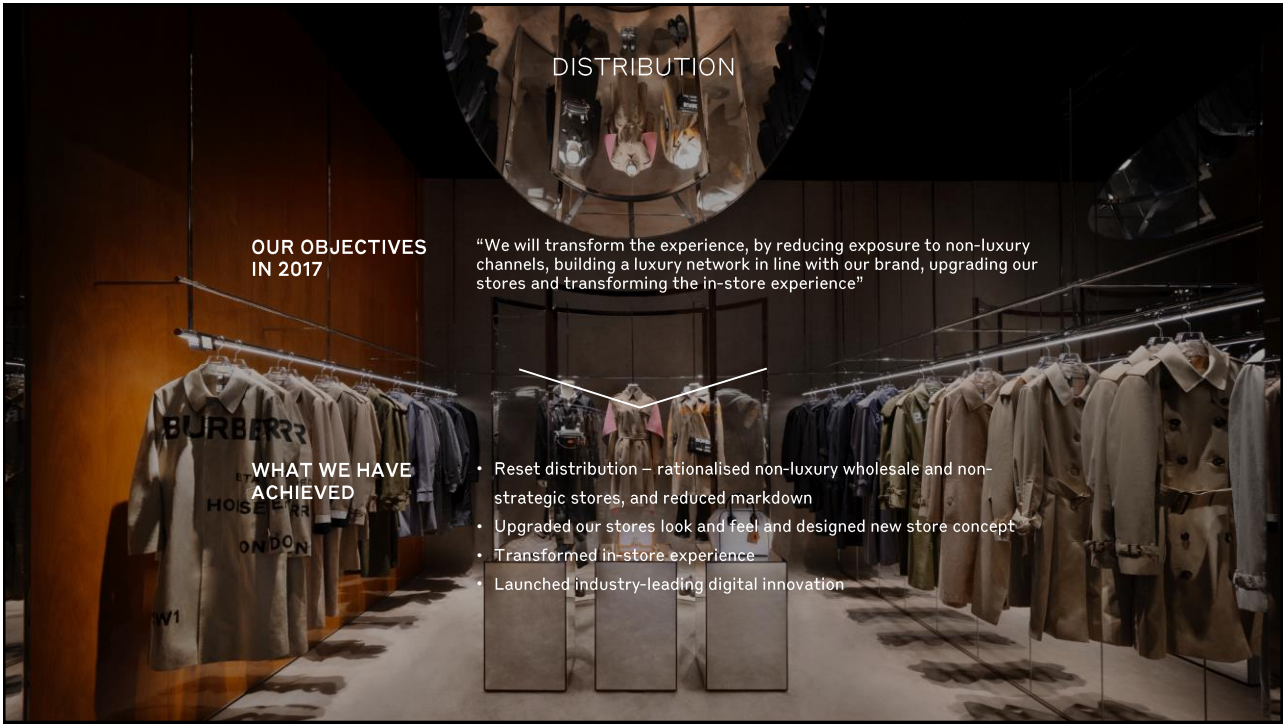 DISTRIBUTION
OUR OBJECTIVES
IN 2017
“We will transform the experience, by reducing exposure to non-luxury
channels, building a luxury network in line with our brand, upgrading our
stores and transforming the in-store experience”
BURBERRR
WHAT WE HAVE
ACHIEVED
• Reset distribution – rationalised non-luxury wholesale and non-
strategic stores, and reduced markdown
• Upgraded our stores look and feel and designed new store concept
• Transformed in-store experience
• Launched industry-leading digital innovation
W1